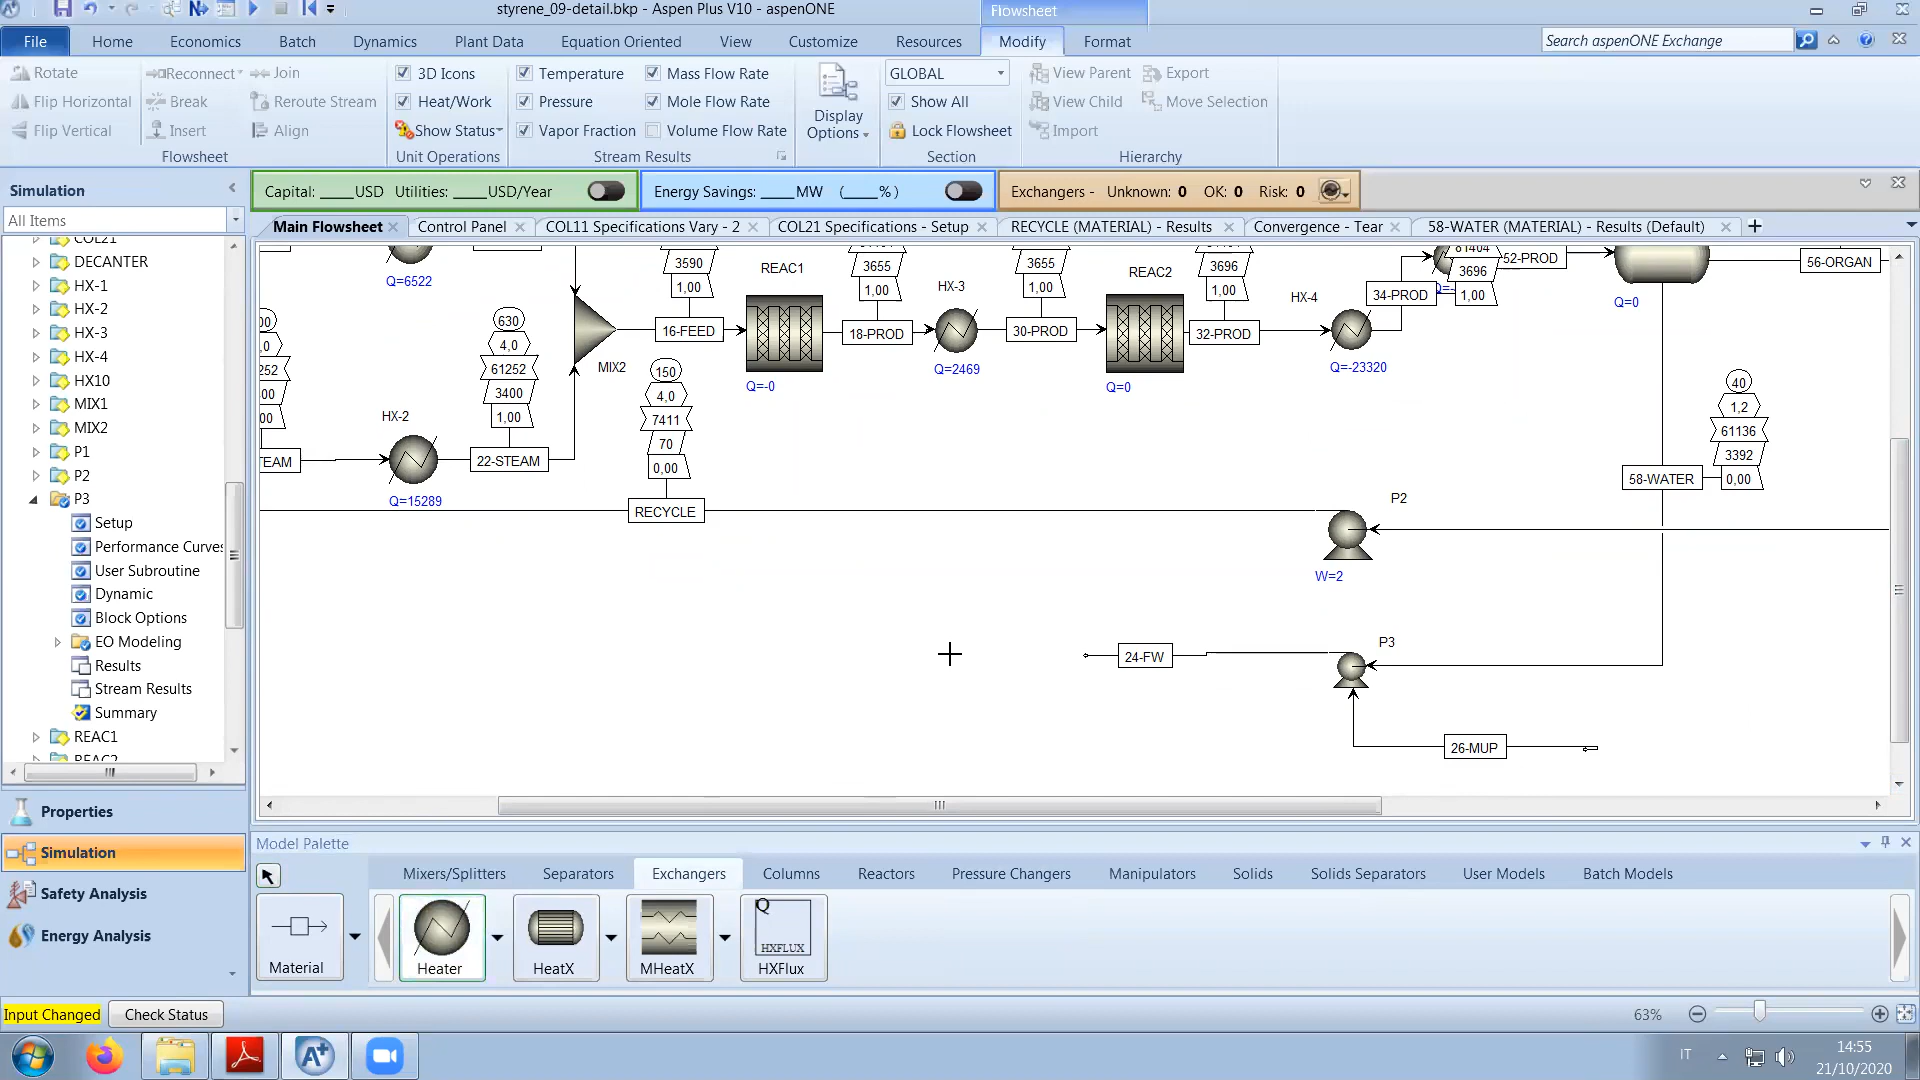 styrene_09-detail.bkp - Aspen Plus V10 - aspenONE
Flowsheet
File Home Economics Batch Dynamics Plant Data Equation Oriented View Customize Resources Modify Format
Search aspenONE Exchange
Rotate Reconnect Join
Flip Horizontal Break Reroute Stream
Flip Vertical Insert Align
Flowsheet
3D Icons
Heat/Work
Show Status
Unit Operations
Temperature Mass Flow Rate
Pressure Mole Flow Rate
Vapor Fraction Volume Flow Rate
Stream Results
Display
Options
GLOBAL
Show All
Lock Flowsheet
Section
View Parent Export
View Child Move Selection
Import
Hierarchy
Simulation
All Items
Capital: USD Utilities: USD/Year
Energy Savings: MW ( % )
Exchangers - Unknown: 0 OK: 0 Risk: 0
Main Flowsheet
Control Panel
COL11 Specifications Vary - 2
COL21 Specifications - Setup
RECYCLE (MATERIAL) - Results
Convergence - Tear
58-WATER (MATERIAL) - Results (Default)
COL21
DECANTER
HX-1
HX-2
HX-3
HX-4
HX10
MIX1
MIX2
P1
P2
P3
Setup
Performance Curves
User Subroutine
Dynamic
Block Options
EO Modeling
Results
Stream Results
Summary
REAC1
REAC2
Properties
Simulation
Safety Analysis
Energy Analysis
Q=6522
3590
1,00
16-FEED
REAC1
Q=-0
3655
1,00
18-PROD
HX-3
Q=2469
3655
1,00
30-PROD
REAC2
Q=0
3696
1,00
32-PROD
HX-4
Q=-23320
34-PROD
81404
3696
1,00
52-PROD
Q=0
56-ORGAN
630
4,0
61252
3400
1,00
22-STEAM
HX-2
Q=15289
MIX2
150
4,0
7411
70
0,00
RECYCLE
40
1,2
61136
3392
0,00
58-WATER
P2
W=2
P3
24-FW
26-MUP
Model Palette
Mixers/Splitters Separators Exchangers Columns Reactors Pressure Changers Manipulators Solids Solids Separators User Models Batch Models
Material
Heater
HeatX
MHeatX
Q
HXFLUX
HXFlux
Input Changed
Check Status
63%
IT
14:55
21/10/2020